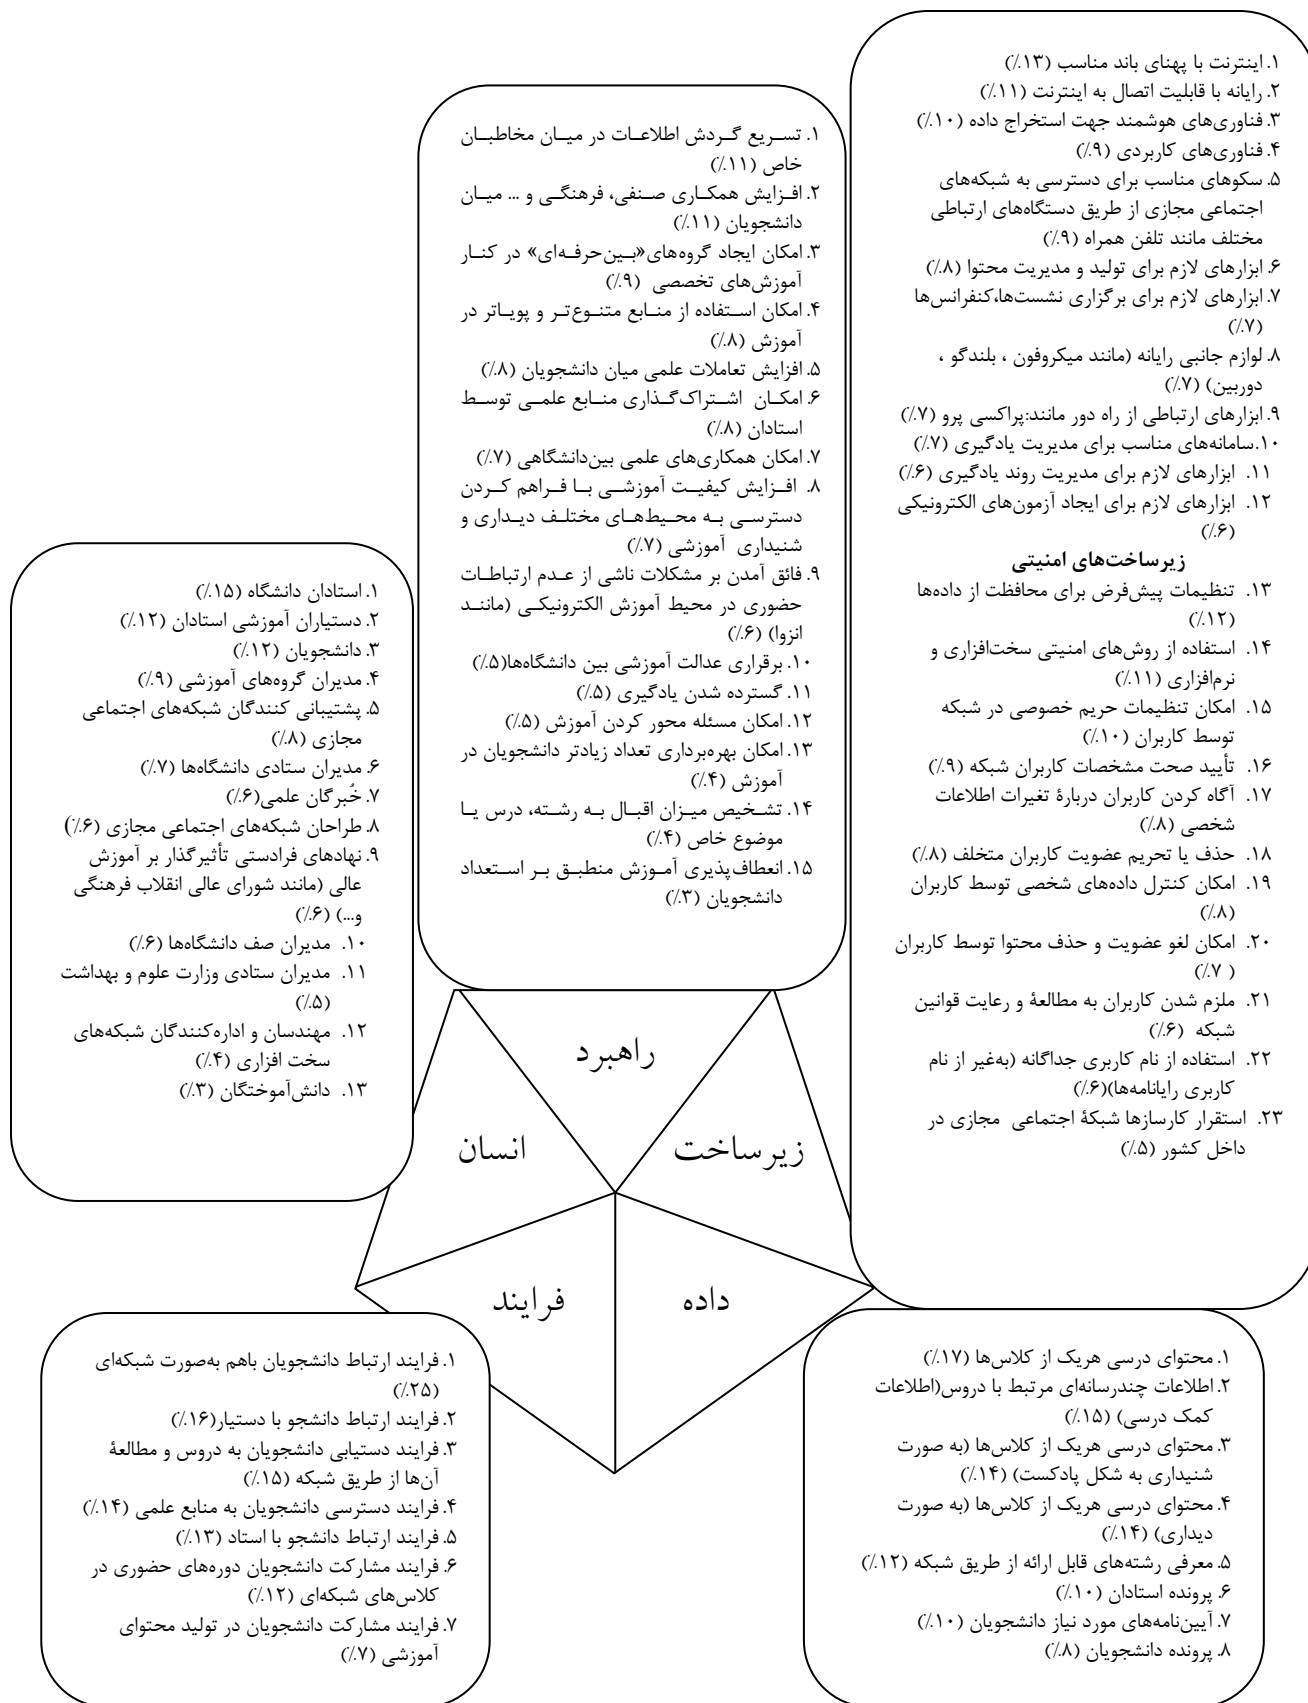 ۱. اینترنت با پهنای باند مناسب (۱۳٪)
۲. رایانه با قابلیت اتصال به اینترنت (۱۱٪)
۳. فناوری‌های هوشمند جهت استخراج داده (۱۰٪)
۴. فناوری‌های کاربردی (۹٪)
۵. سکوهای مناسب برای دسترسی به شبکه‌های
اجتماعی مجازی از طریق دستگاه‌های ارتباطی
مختلف مانند تلفن همراه (۹٪)
۶. ابزارهای لازم برای تولید و مدیریت محتوا (۸٪)
۷. ابزارهای لازم برای برگزاری نشست‌ها،کنفرانس‌ها
(۷٪)
۸. لوازم جانبی رایانه (مانند میکروفون ، بلندگو ،
دوربین) (۷٪)
۹. ابزارهای ارتباطی از راه دور مانند:پراکسی پرو (۷٪)
۱۰. سامانه‌های مناسب برای مدیریت یادگیری (۷٪)
۱۱. ابزارهای لازم برای مدیریت روند یادگیری (۶٪)
۱۲. ابزارهای لازم برای ایجاد آزمون‌های الکترونیکی
(۶٪)
زیرساخت‌های امنیتی
۱۳. تنظیمات پیش‌فرض برای محافظت از داده‌ها
(۱۲٪)
۱۴. استفاده از روش‌های امنیتی سخت‌افزاری و
نرم‌افزاری (۱۱٪)
۱۵. امکان تنظیمات حریم خصوصی در شبکه
توسط کاربران (۱۰٪)
۱۶. تأیید صحت مشخصات کاربران شبکه (۹٪)
۱۷. آگاه کردن کاربران دربارهٔ تغیرات اطلاعات
شخصی (۸٪)
۱۸. حذف یا تحریم عضویت کاربران متخلف (۸٪)
۱۹. امکان کنترل داده‌های شخصی توسط کاربران
(۸٪)
۲۰. امکان لغو عضویت و حذف محتوا توسط کاربران
( ۷٪)
۲۱. ملزم شدن کاربران به مطالعهٔ و رعایت قوانین
شبکه (۶٪)
۲۲. استفاده از نام کاربری جداگانه (به‌غیر از نام
کاربری رایانامه‌ها)(۶٪)
۲۳. استقرار کارسازها شبکهٔ اجتماعی مجازی در
داخل کشور (۵٪)
۱. تسریع گردش اطلاعات در میان مخاطبان
خاص (۱۱٪)
۲. افزایش همکاری صنفی، فرهنگی و ... میان
دانشجویان (۱۱٪)
۳. امکان ایجاد گروه‌های«بین‌حرفه‌ای» در کنار
آموزش‌های تخصصی (۹٪)
۴. امکان استفاده از منابع متنوع‌تر و پویاتر در
آموزش (۸٪)
۵. افزایش تعاملات علمی میان دانشجویان (۸٪)
۶. امکان اشتراک‌گذاری منابع علمی توسط
استادان (۸٪)
۷. امکان همکاری‌های علمی بین‌دانشگاهی (۷٪)
۸. افزایش کیفیت آموزشی با فراهم کردن
دسترسی به محیط‌های مختلف دیداری و
شنیداری آموزشی (۷٪)
۹. فائق آمدن بر مشکلات ناشی از عدم ارتباطات
حضوری در محیط آموزش الکترونیکی (مانند
انزوا) (۶٪)
۱۰. برقراری عدالت آموزشی بین دانشگاه‌ها(۵٪)
۱۱. گسترده شدن یادگیری (۵٪)
۱۲. امکان مسئله محور کردن آموزش (۵٪)
۱۳. امکان بهره‌برداری تعداد زیادتر دانشجویان در
آموزش (۴٪)
۱۴. تشخیص میزان اقبال به رشته، درس یا
موضوع خاص (۴٪)
۱۵. انعطاف‌پذیری آموزش منطبق بر استعداد
دانشجویان (۳٪)
۱. استادان دانشگاه (۱۵٪)
۲. دستیاران آموزشی استادان (۱۲٪)
۳. دانشجویان (۱۲٪)
۴. مدیران گروه‌های آموزشی (۹٪)
۵. پشتیبانی کنندگان شبکه‌های اجتماعی
مجازی (۸٪)
۶. مدیران ستادی دانشگاه‌ها (۷٪)
۷. خُبرگان علمی(۶٪)
۸. طراحان شبکه‌های اجتماعی مجازی (۶٪)
۹. نهادهای فرادستی تأثیرگذار بر آموزش
عالی (مانند شورای عالی انقلاب فرهنگی
و...) (۶٪)
۱۰. مدیران صف دانشگاه‌ها (۶٪)
۱۱. مدیران ستادی وزارت علوم و بهداشت
(۵٪)
۱۲. مهندسان و اداره‌کنندگان شبکه‌های
سخت افزاری (۴٪)
۱۳. دانش‌آموختگان (۳٪)
راهبرد
زیرساخت
انسان
داده
فرایند
۱. محتوای درسی هریک از کلاس‌ها (۱۷٪)
۲. اطلاعات چندرسانه‌ای مرتبط با دروس(اطلاعات
کمک درسی) (۱۵٪)
۳. محتوای درسی هریک از کلاس‌ها (به صورت
شنیداری به شکل پادکست) (۱۴٪)
۴. محتوای درسی هریک از کلاس‌ها (به صورت
دیداری) (۱۴٪)
۵. معرفی رشته‌های قابل ارائه از طریق شبکه (۱۲٪)
۶. پرونده استادان (۱۰٪)
۷. آیین‌نامه‌های مورد نیاز دانشجویان (۱۰٪)
۸. پرونده دانشجویان (۸٪)
۱. فرایند ارتباط دانشجویان باهم به‌صورت شبکه‌ای
(۲۵٪)
۲. فرایند ارتباط دانشجو با دستیار(۱۶٪)
۳. فرایند دستیابی دانشجویان به دروس و مطالعهٔ
آن‌ها از طریق شبکه (۱۵٪)
۴. فرایند دسترسی دانشجویان به منابع علمی (۱۴٪)
۵. فرایند ارتباط دانشجو با استاد (۱۳٪)
۶. فرایند مشارکت دانشجویان دوره‌های حضوری در
کلاس‌های شبکه‌ای (۱۲٪)
۷. فرایند مشارکت دانشجویان در تولید محتوای
آموزشی (۷٪)